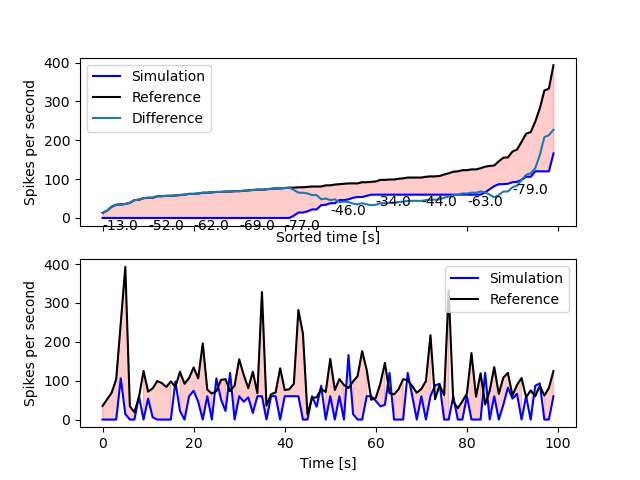 400
300
200
100
0
Spikes per second
Simulation
Reference
Difference
-13.0 -52.0 -62.0 -69.0 -77.0 -46.0 -34.0 -44.0 -63.0 -79.0
Sorted time [s]
400
300
200
100
0
Spikes per second
Simulation
Reference
0 20 40 60 80 100
Time [s]